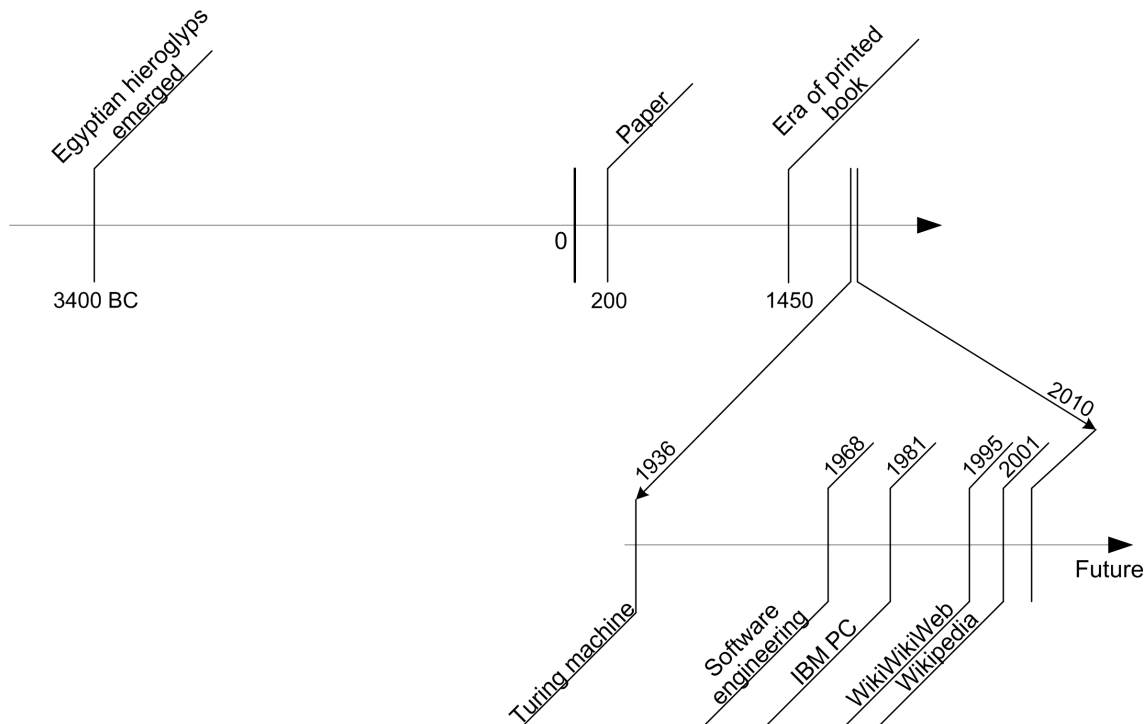 Egyptian hieroglyps
emerged
Paper
Era of printed
book
0
3400 BC
200
1450
2010
1936
1968
1981
1995
2001
Future
Turing machine
Software
engineering
IBM PC
WikiWikiWeb
Wikipedia